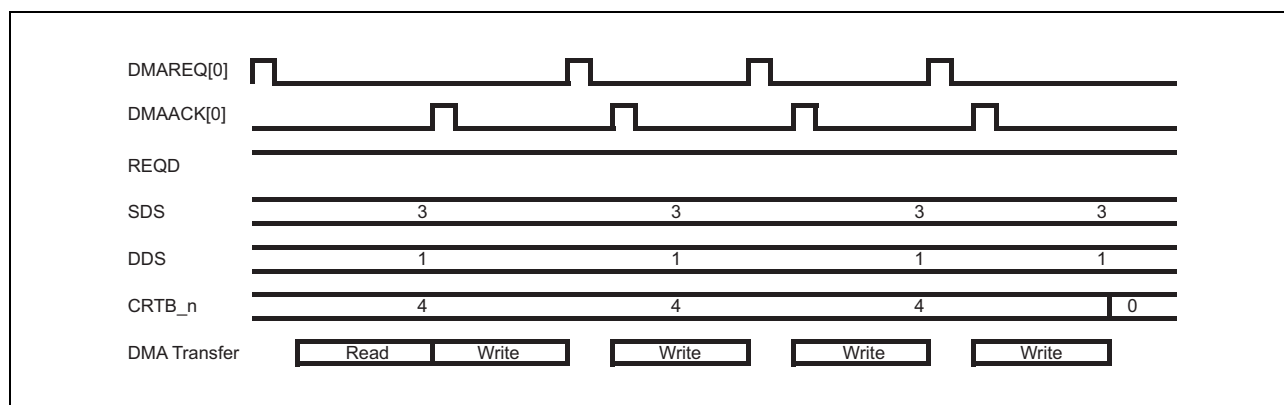 DMAREQ[0]
DMAACK[0]
REQD
SDS 3 3 3 3
DDS 1 1 1 1
CRTB_n 4 4 4 0
DMA Transfer Read Write Write Write Write